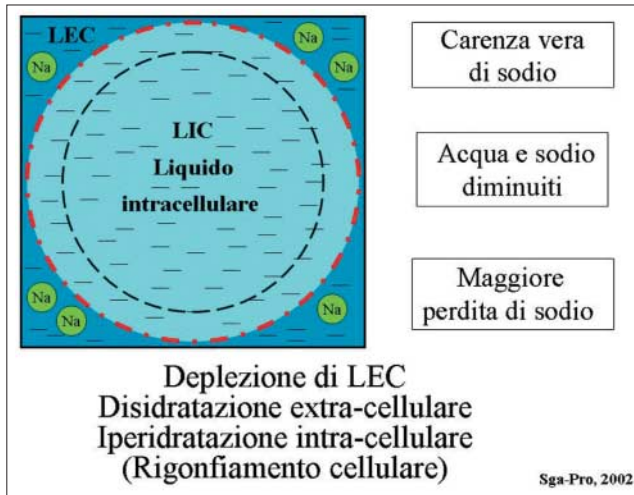 LEC
Na
Na
Na
LIC
Liquido
intracellulare
Na
Na
Na
Carenza vera
di sodio
Acqua e sodio
diminuiti
Maggiore
perdita di sodio
Deplezione di LEC
Disidratazione extra-cellulare
Iperidratazione intra-cellulare
(Rigonfiamento cellulare)
Sga-Pro, 2002